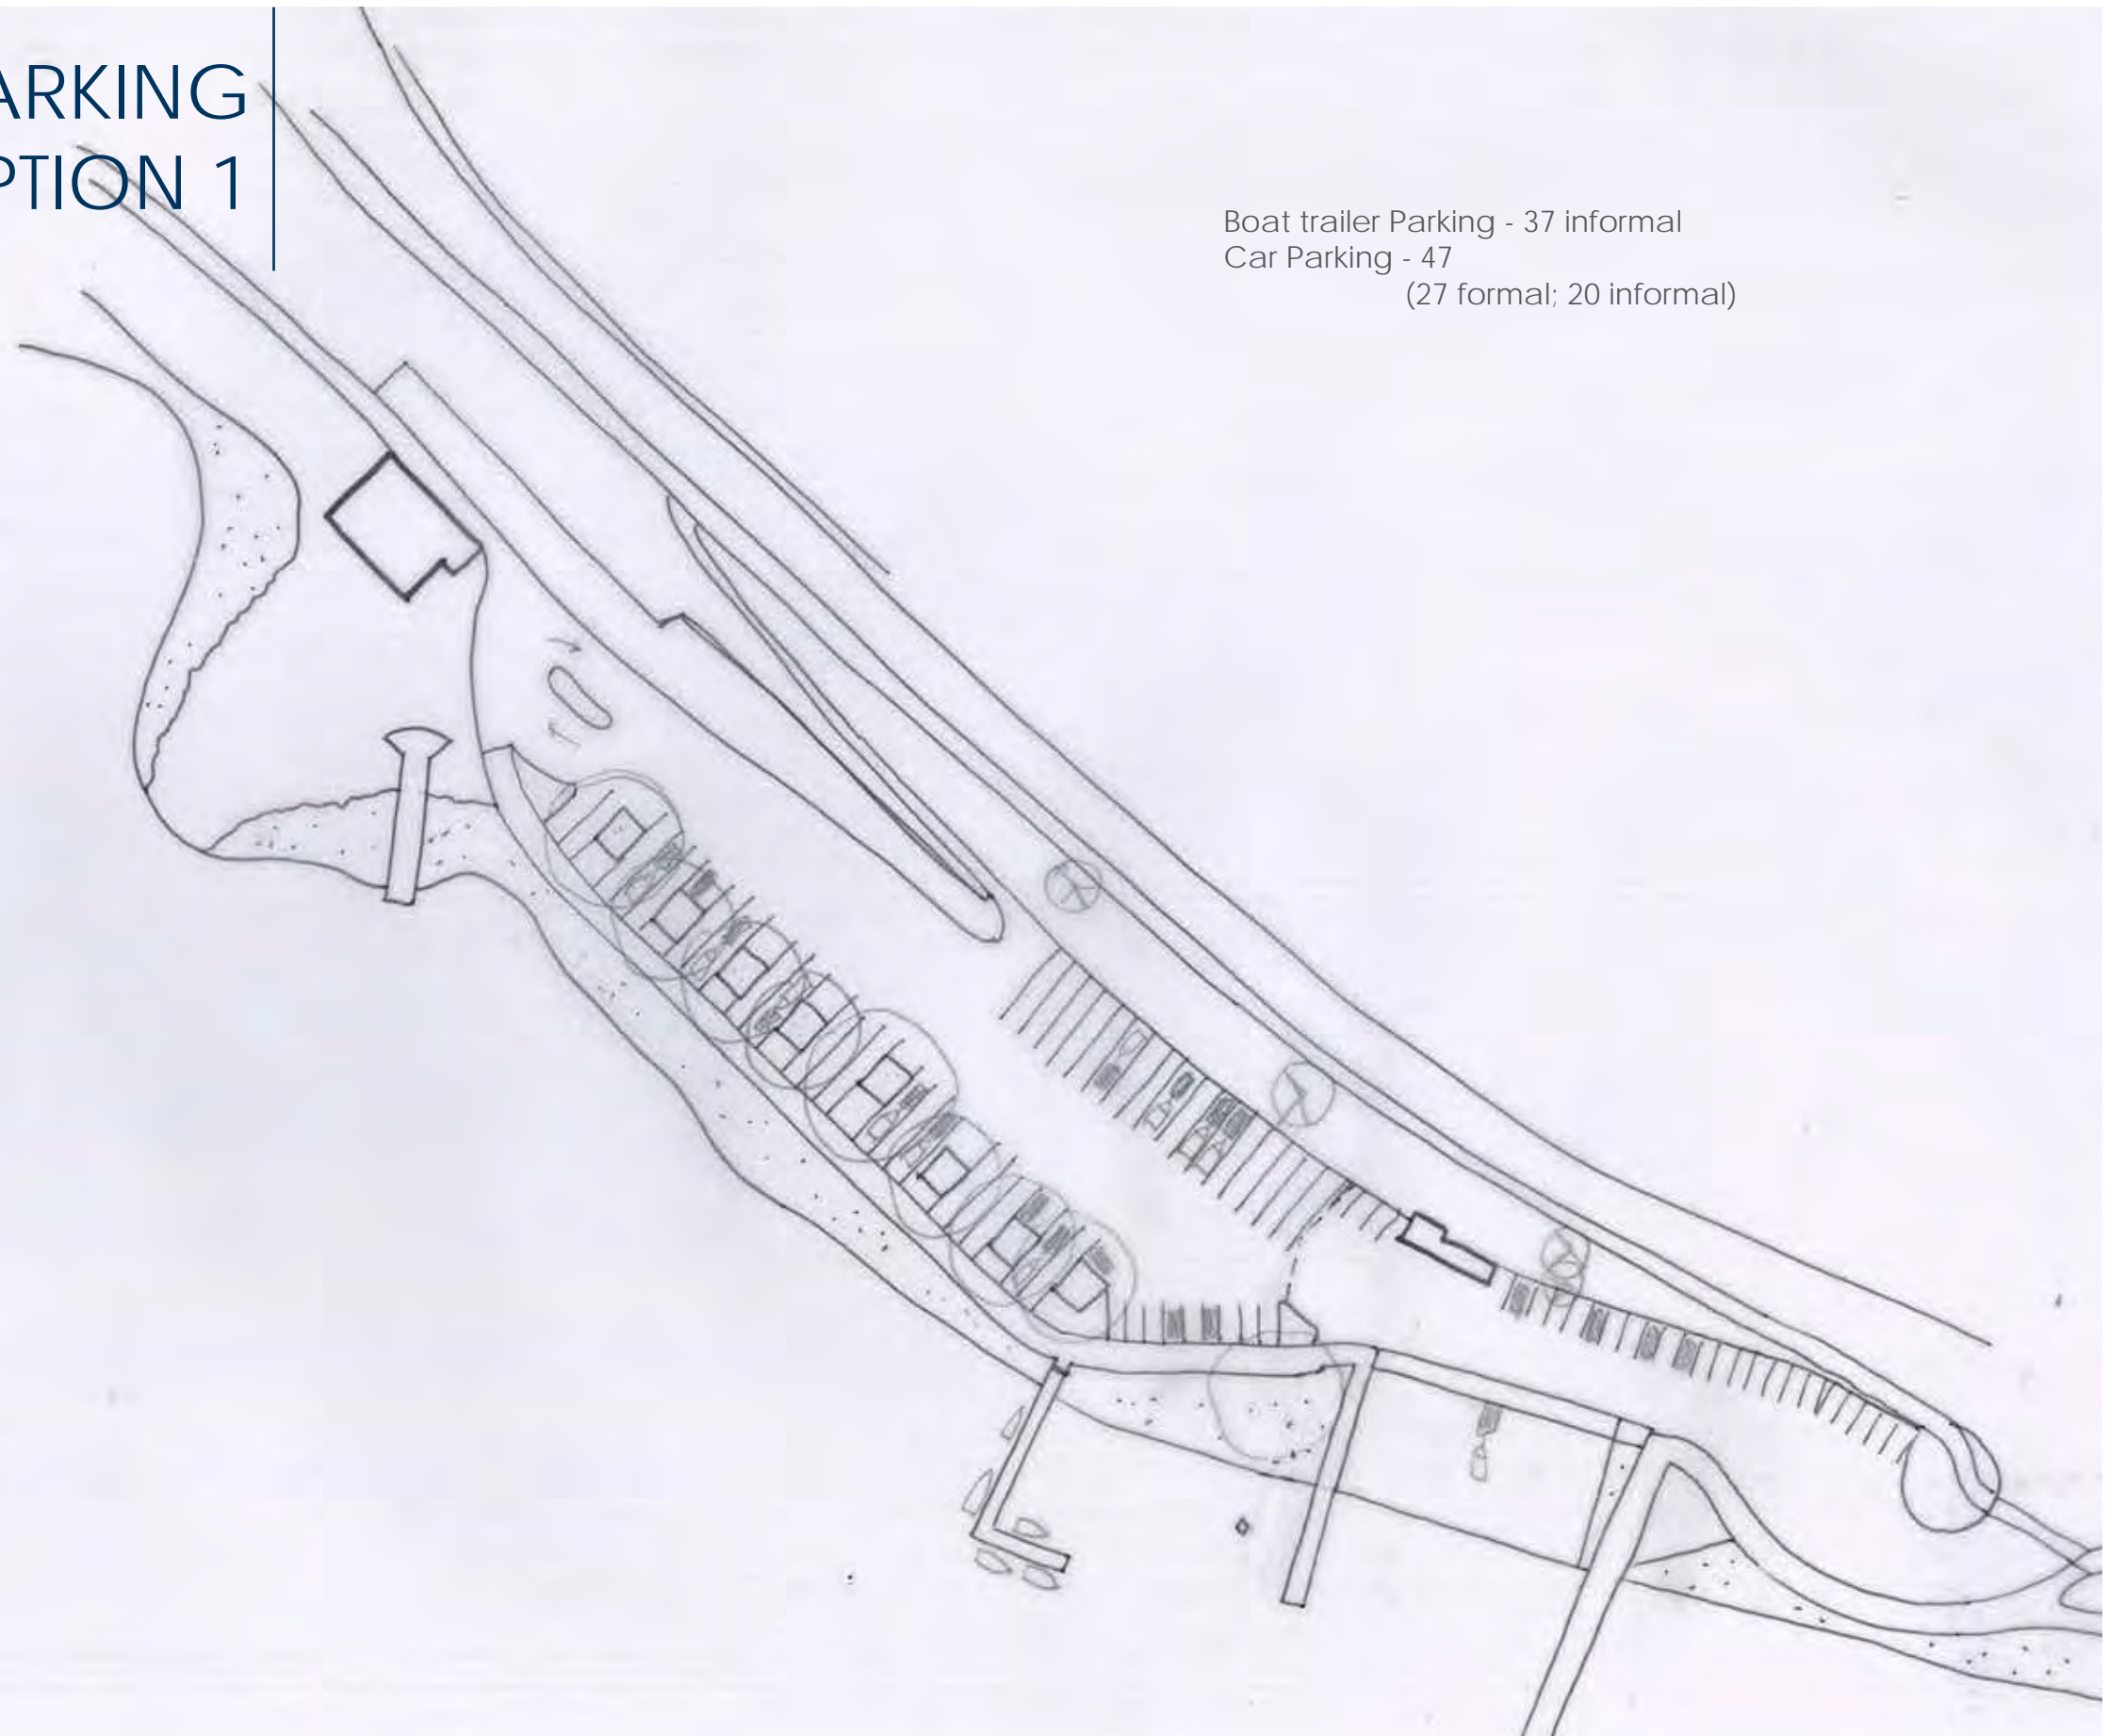 ARKING
PTION 1
Boat trailer Parking - 37 informal
Car Parking - 47
(27 formal; 20 informal)